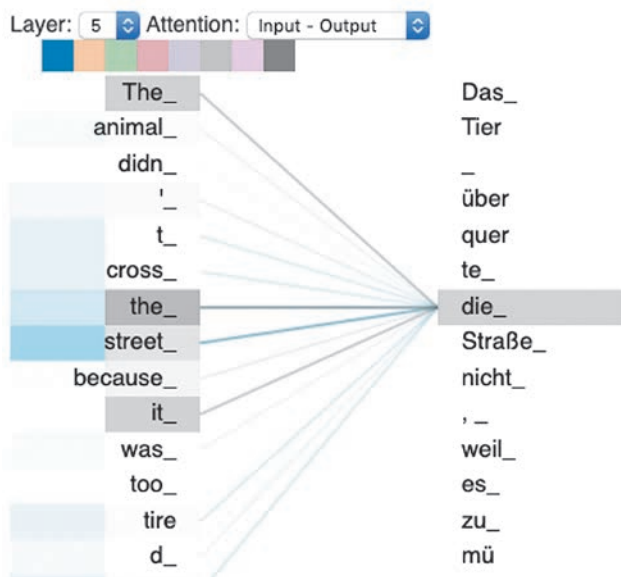 Layer: 5 Attention: Input - Output
The_
animal_
didn_
'_
t_
cross_
the_
street_
because_
it_
was_
too_
tire
d_
Das_
Tier
_
über
quer
te_
die_
Straße_
nicht_
, _
weil_
es_
zu_
mü